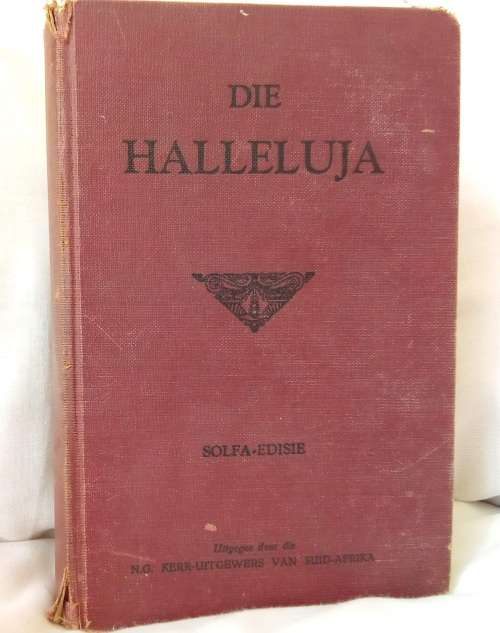 DIE
HALLELUJA
SOLFA-EDISIE
Uitgegee deur die
N.G. KERK-UITGEWERS VAN SUID-AFRIKA